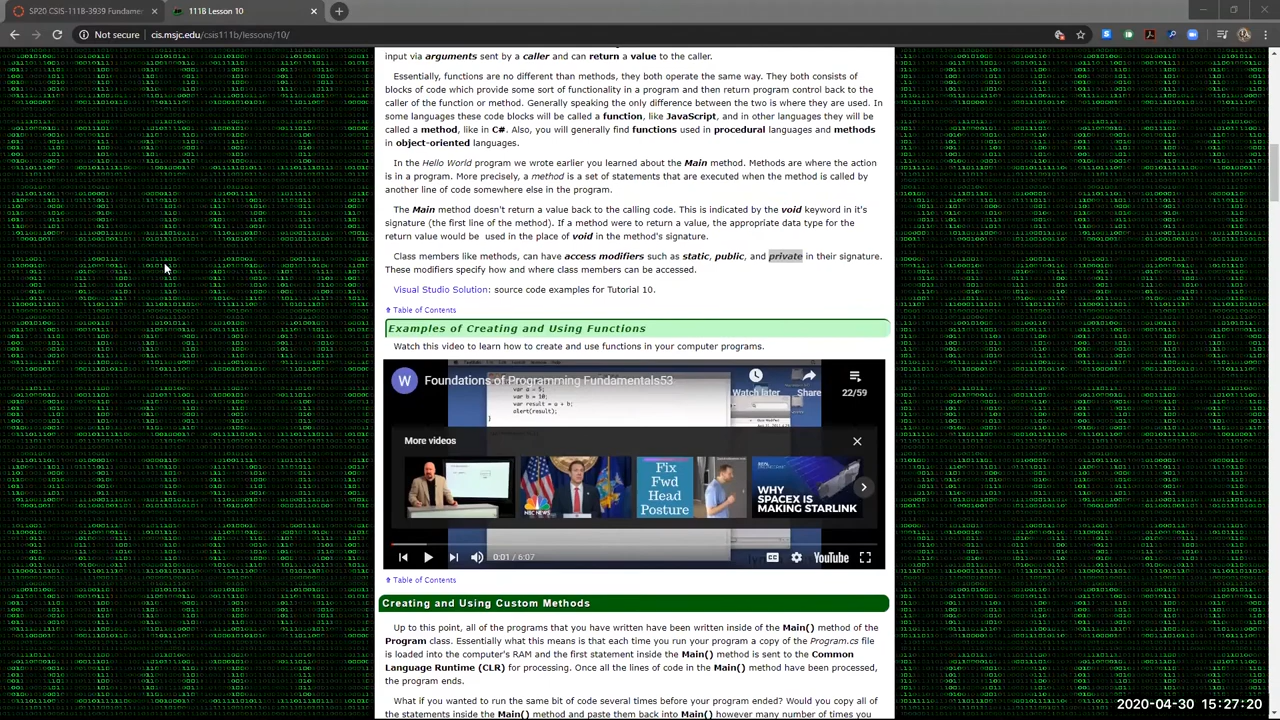 SP20 CSIS-111B-3939 Fundamen
111B Lesson 10
Not secure
cis.msjc.edu/csis111b/lessons/10/
input via arguments sent by a caller and can return a value to the caller.
Essentially, functions are no different than methods, they both operate the same way. They both consists of
blocks of code which provide some sort of functionality in a program and then return program control back to the
caller of the function or method. Generally speaking the only difference between the two is where they are used. In
some languages these code blocks will be called a function, like JavaScript, and in other languages they will be
called a method, like in C#. Also, you will generally find functions used in procedural languages and methods
in object-oriented languages.
In the Hello World program we wrote earlier you learned about the Main method. Methods are where the action
is in a program. More precisely, a method is a set of statements that are executed when the method is called by
another line of code somewhere else in the program.
The Main method here doesn't return a value back to the calling code. This is indicated by the void keyword in it's
signature (the first line of the method). If a method were to return a value, the appropriate data type for the
return value would be used in the place of void in the method's signature.
Class members like methods, can have access modifiers such as static, public, and private in their signature.
These modifiers specify how and where class members can be accessed.
Visual Studio Solution: source code examples for Tutorial 10.
⇑ Table of Contents
Examples of Creating and Using Functions
Watch this video to learn how to create and use functions in your computer programs.
W
Foundations of Programming Fundamentals53
var b = 10;
alert(result);
Watch later
Share
22/59
More videos
NBC NEWS
Fix
Fwd
Head
Posture
WHY
SPACEX IS
MAKING STARLINK
0:01 / 6:07
CC
YouTube
⇑ Table of Contents
Creating and Using Custom Methods
Up to this point, all of the programs that you have written have been written inside of the Main() method of the
Program class. Essentially what this means is that each time you run your program a copy of the Program.cs file
is loaded into the computer's RAM and the first statement inside the Main() method is sent to the Common
Language Runtime (CLR) for processing. Once all the lines of code in the Main() method have been processed,
the program ends.
What if you wanted to run the same set of code several times before your program ended? Would you copy all of
the statements inside the Main() method and paste them back into Main() however many number of times you
2020-04-30 15:27:20